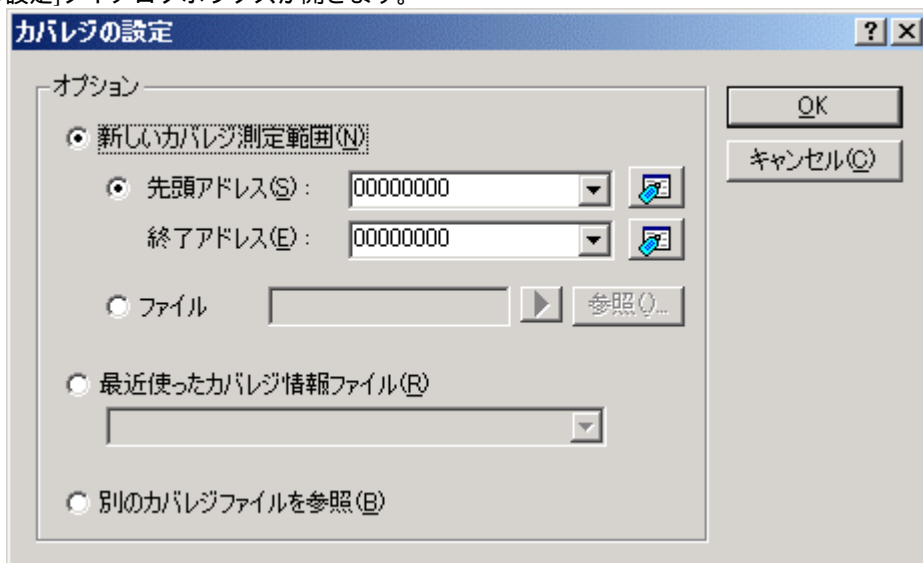 設定]ダイアログボックスが開きます。
カバレジの設定
オプション
新しいカバレジ測定範囲(N)
先頭アドレス(S) : 00000000
終了アドレス(E) : 00000000
ファイル 参照()...
最近使ったカバレジ情報ファイル(R)
別のカバレジファイルを参照(B)
OK
キャンセル(C)